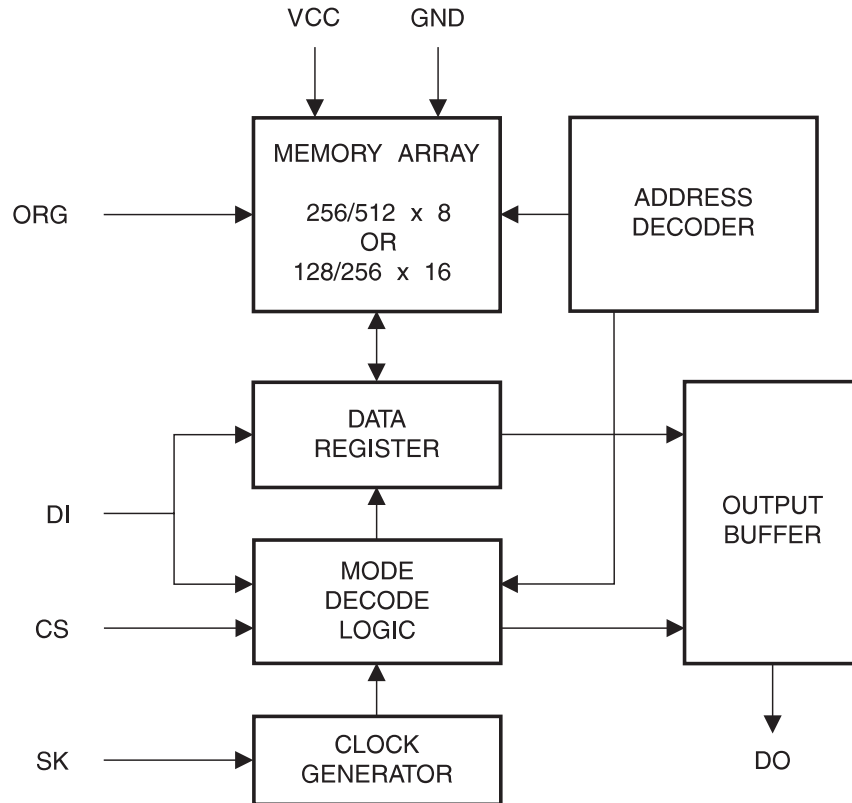 VCC
GND
MEMORY ARRAY
256/512 x 8
OR
128/256 x 16
ADDRESS
DECODER
ORG
DATA
REGISTER
DI
OUTPUT
BUFFER
MODE
DECODE
LOGIC
CS
CLOCK
GENERATOR
SK
DO